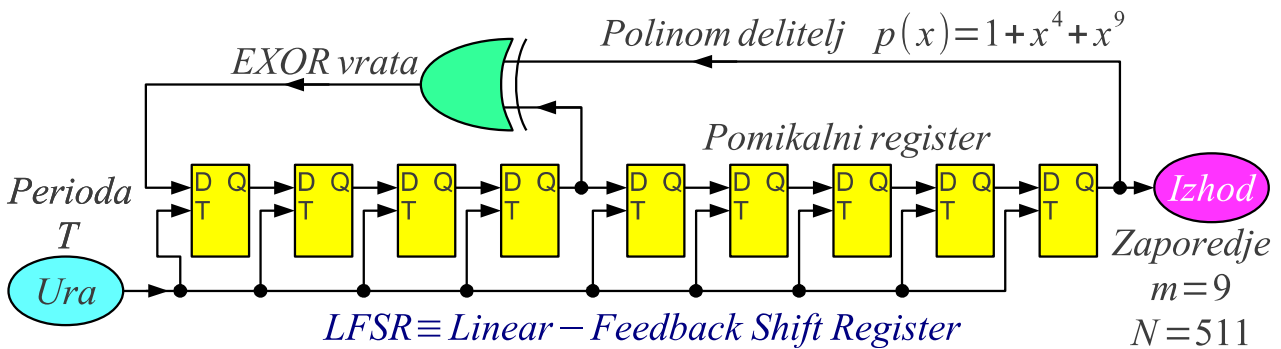 Polinom delitelj p(x)=1+x⁴+x⁹
EXOR vrata
Pomikalni register
D Q D Q D Q D Q D Q D Q D Q D Q D Q
T T T T T T T T T
Izhod
Perioda
T
Zaporedje
m=9
N=511
Ura
LFSR≡Linear−Feedback Shift Register